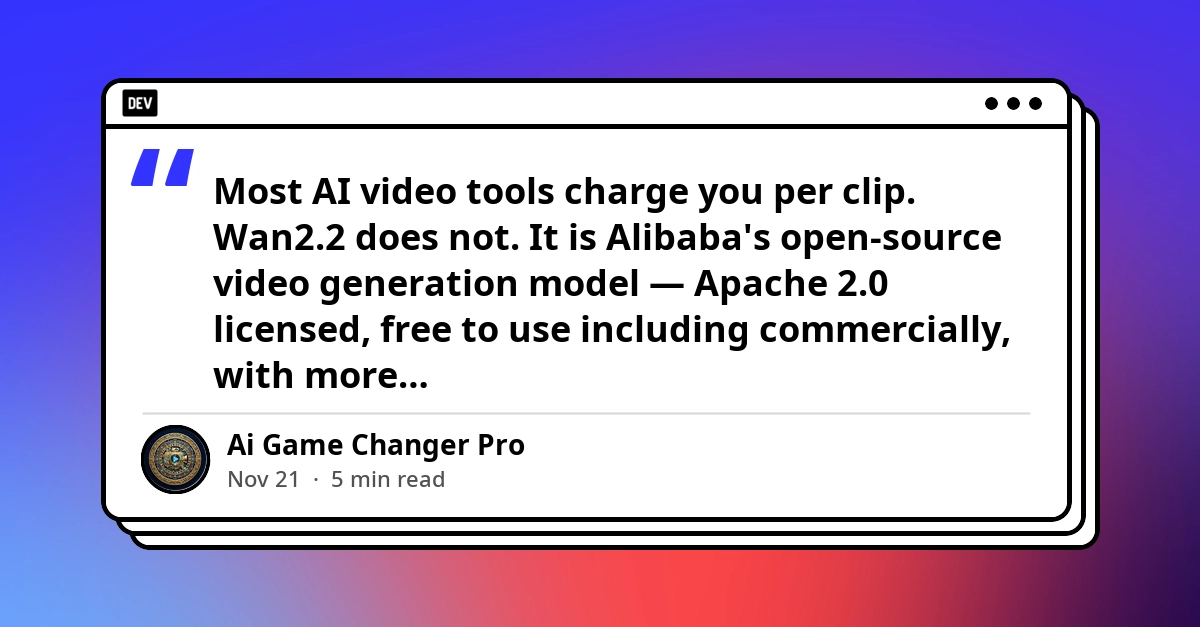 DEV
“
Most AI video tools charge you per clip.
Wan2.2 does not. It is Alibaba's open-source
video generation model — Apache 2.0
licensed, free to use including commercially,
with more...
Ai Game Changer Pro
Nov 21 · 5 min read